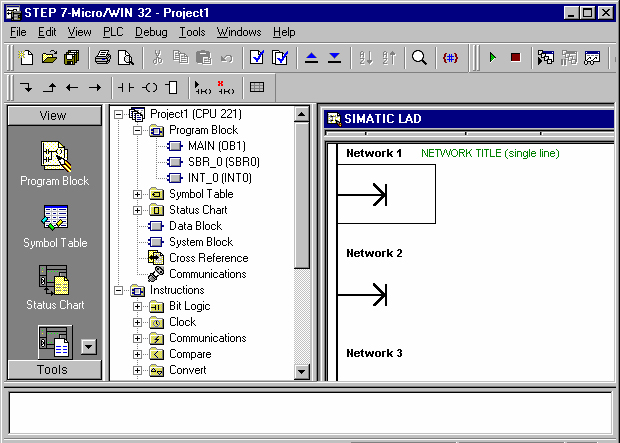 STEP 7-Micro/WIN 32 - Project1
File Edit View PLC Debug Tools Windows Help
View
Program Block
Symbol Table
Status Chart
Tools
Project1 (CPU 221)
Program Block
MAIN (OB1)
SBR_0 (SBR0)
INT_0 (INT0)
Symbol Table
Status Chart
Data Block
System Block
Cross Reference
Communications
Instructions
Bit Logic
Clock
Communications
Compare
Convert
SIMATIC LAD
Network 1 NETWORK TITLE (single line)
Network 2
Network 3